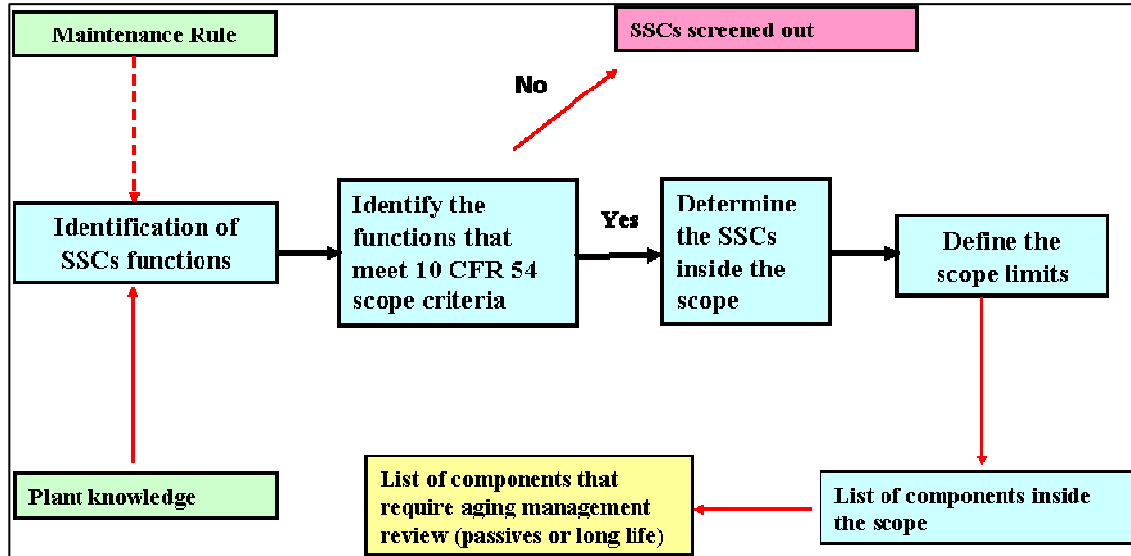 Maintenance Rule
SSCs screened out
No
Identification of
SSCs functions
Identify the
functions that
meet 10 CFR 54
scope criteria
Yes
Determine
the SSCs
inside the
scope
Define the
scope limits
Plant knowledge
List of components that
require aging management
review (passives or long life)
List of components inside
the scope